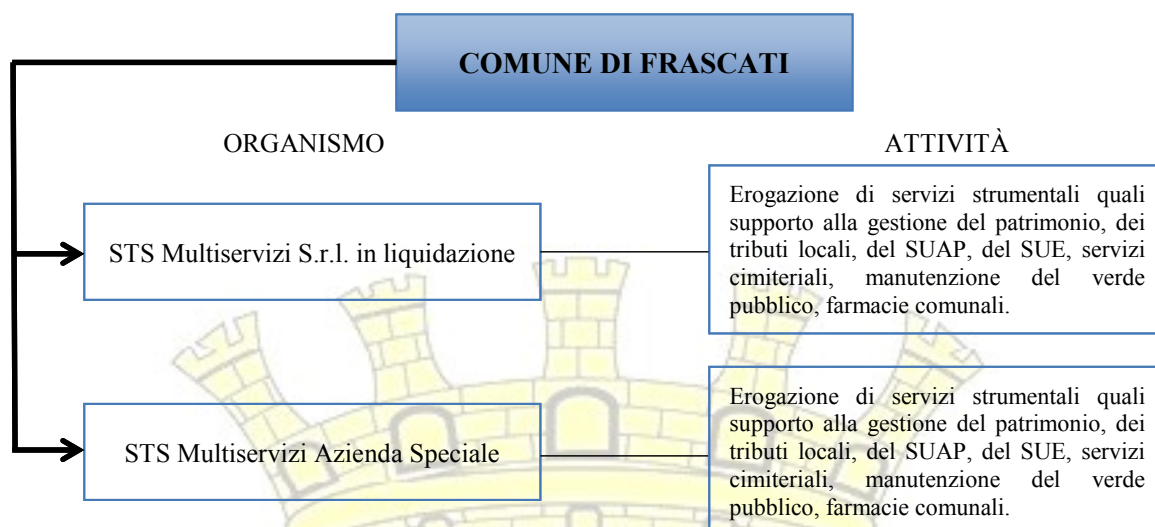 COMUNE DI FRASCATI
ORGANISMO
ATTIVITÀ
STS Multiservizi S.r.l. in liquidazione
Erogazione di servizi strumentali quali
supporto alla gestione del patrimonio, dei
tributi locali, del SUAP, del SUE, servizi
cimiteriali, manutenzione del verde
pubblico, farmacie comunali.
STS Multiservizi Azienda Speciale
Erogazione di servizi strumentali quali
supporto alla gestione del patrimonio, dei
tributi locali, del SUAP, del SUE, servizi
cimiteriali, manutenzione del verde
pubblico, farmacie comunali.